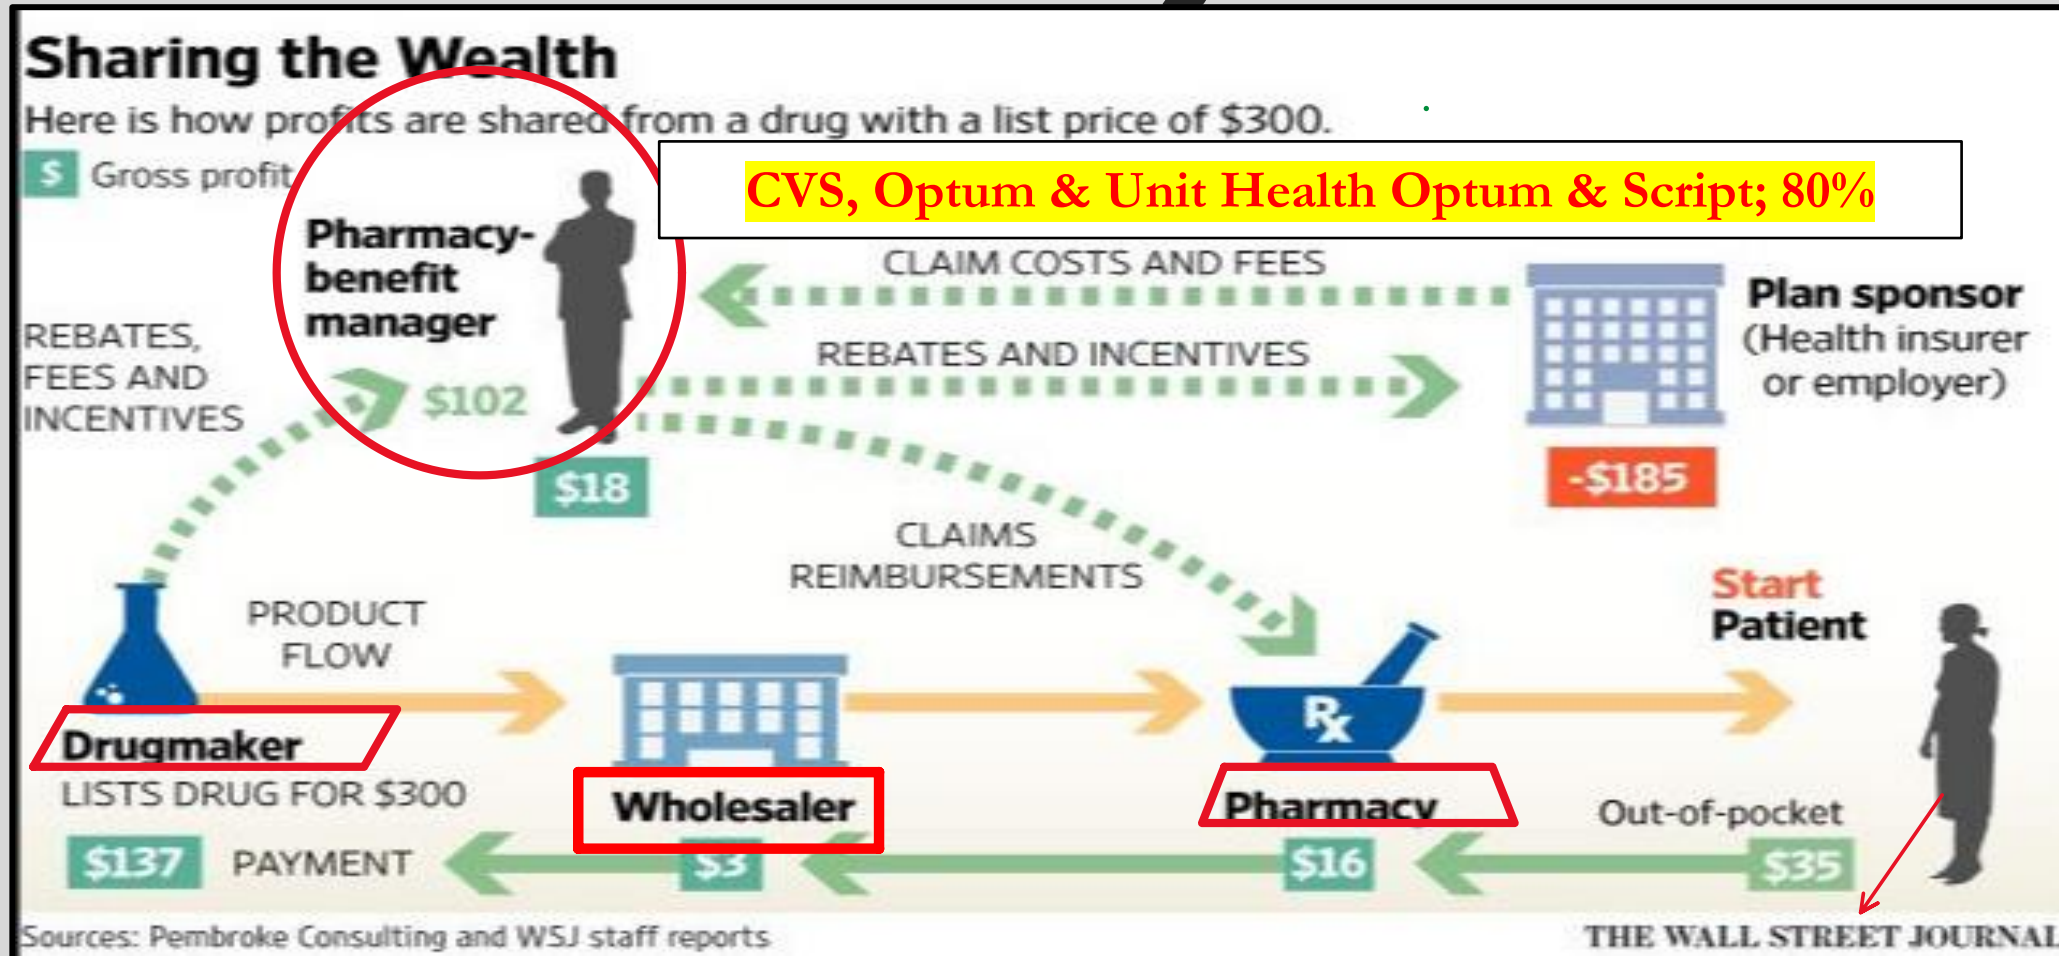 Sharing the Wealth
Here is how profits are shared from a drug with a list price of $300.
$ Gross profit
CVS, Optum & Unit Health Optum & Script; 80%
Pharmacy-
benefit
manager
CLAIM COSTS AND FEES
Plan sponsor
(Health insurer
or employer)
REBATES,
FEES AND
INCENTIVES
REBATES AND INCENTIVES
$102
$18
-$185
CLAIMS
REIMBURSEMENTS
PRODUCT
FLOW
Start
Patient
Rx
Drugmaker
LISTS DRUG FOR $300
Wholesaler
Pharmacy
Out-of-pocket
$137 PAYMENT
$3
$16
$35
Sources: Pembroke Consulting and WSJ staff reports
THE WALL STREET JOURNAL